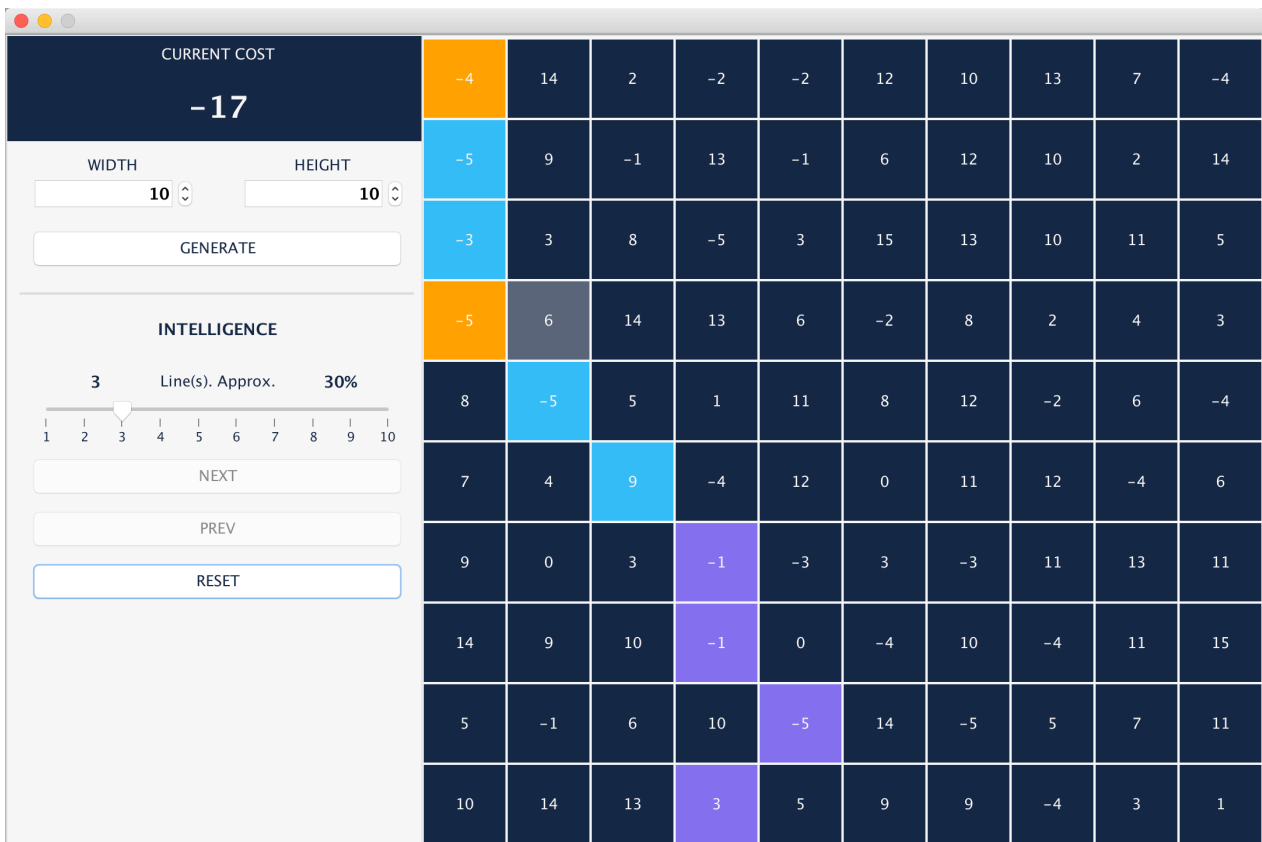 CURRENT COST
-17
WIDTH HEIGHT
10 10
GENERATE
INTELLIGENCE
3 Line(s). Approx. 30%
1 2 3 4 5 6 7 8 9 10
NEXT
PREV
RESET
-4 14 2 -2 -2 12 10 13 7 -4
-5 9 -1 13 -1 6 12 10 2 14
-3 3 8 -5 3 15 13 10 11 5
-5 6 14 13 6 -2 8 2 4 3
8 -5 5 1 11 8 12 -2 6 -4
7 4 9 -4 12 0 11 12 -4 6
9 0 3 -1 -3 3 -3 11 13 11
14 9 10 -1 0 -4 10 -4 11 15
5 -1 6 10 -5 14 -5 5 7 11
10 14 13 3 5 9 9 -4 3 1